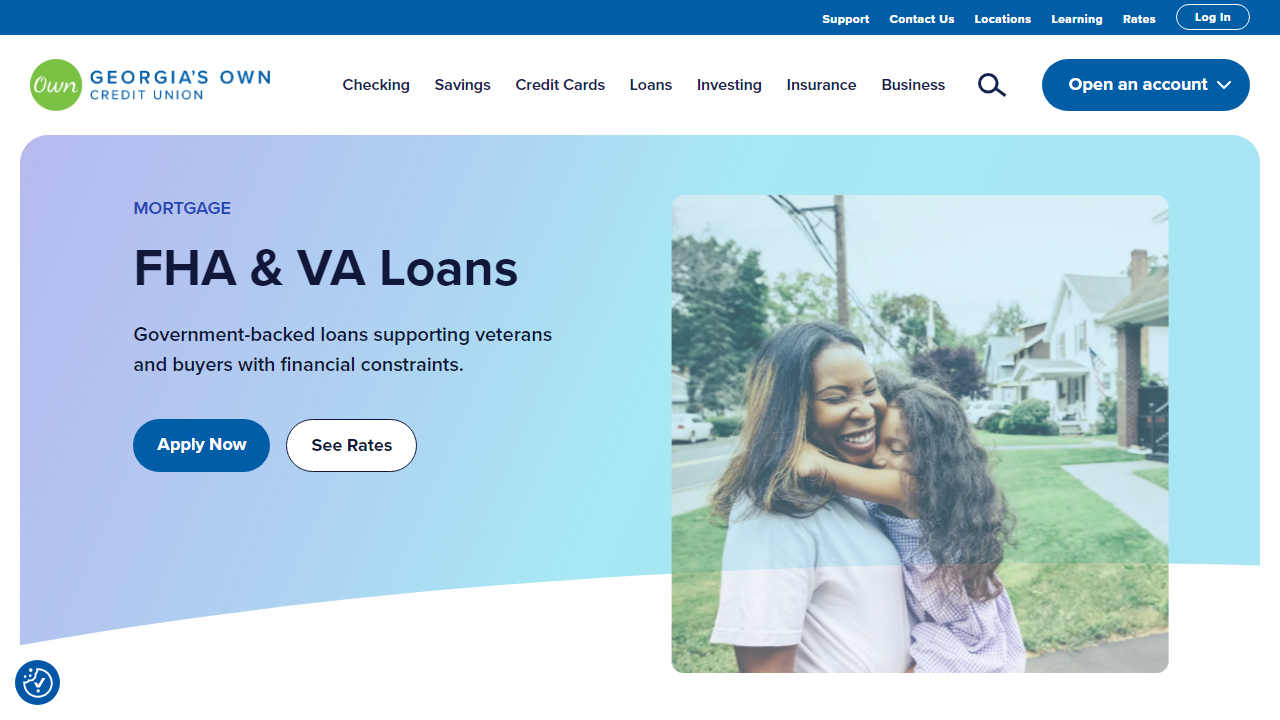 Support Contact Us Locations Learning Rates Log In
Own GEORGIA'S OWN
CREDIT UNION
Checking Savings Credit Cards Loans Investing Insurance Business Open an account
MORTGAGE
FHA & VA Loans
Government-backed loans supporting veterans
and buyers with financial constraints.
Apply Now See Rates